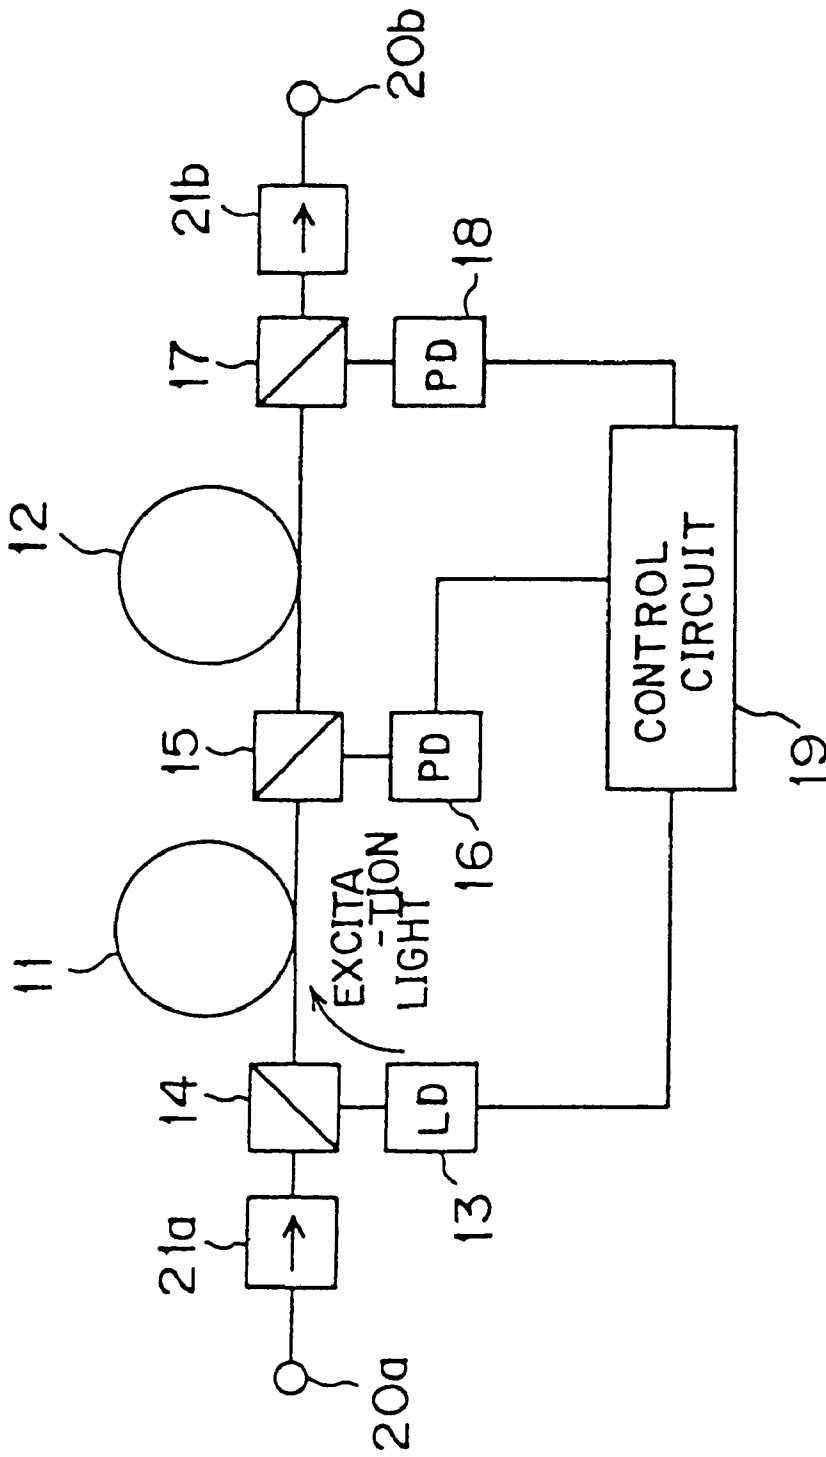 12
11
21a
14
15
17
21b
20a
20b
EXCITA
-TION
LIGHT
LD
PD
PD
13
16
18
CONTROL
CIRCUIT
19